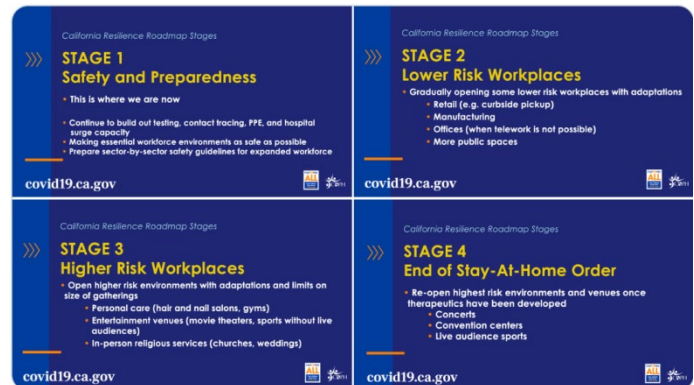 California Resilience Roadmap Stages
STAGE 1
Safety and Preparedness
• This is where we are now
• Continue to build out testing, contact tracing, PPE, and hospital
surge capacity
• Making essential workforce environments as safe as possible
• Prepare sector-by-sector safety guidelines for expanded workforce
covid19.ca.gov
ALL
California Resilience Roadmap Stages
STAGE 2
Lower Risk Workplaces
• Gradually opening some lower risk workplaces with adaptations
• Retail (e.g. curbside pickup)
• Manufacturing
• Offices (when telework is not possible)
• More public spaces
covid19.ca.gov
ALL
California Resilience Roadmap Stages
STAGE 3
Higher Risk Workplaces
• Open higher risk environments with adaptations and limits on
size of gatherings
• Personal care (hair and nail salons, gyms)
• Entertainment venues (movie theaters, sports without live
audiences)
• In-person religious services (churches, weddings)
covid19.ca.gov
ALL
California Resilience Roadmap Stages
STAGE 4
End of Stay-At-Home Order
• Re-open highest risk environments and venues once
therapeutics have been developed
• Concerts
• Convention centers
• Live audience sports
covid19.ca.gov
ALL